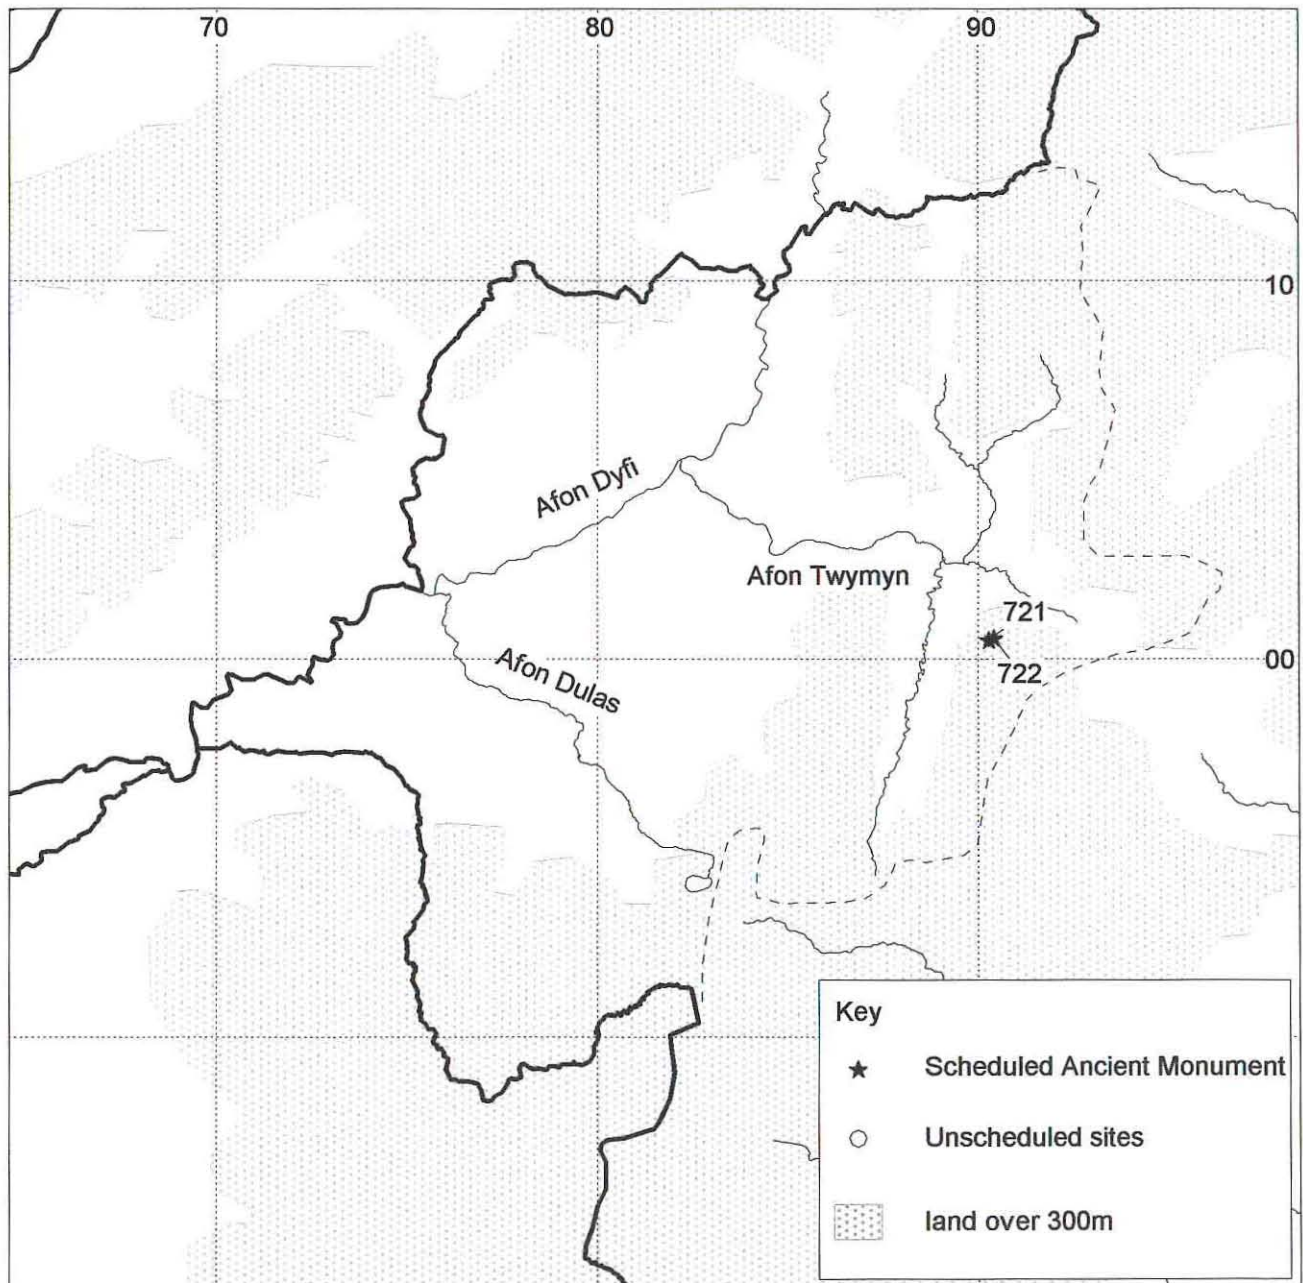 70
80
90
10
Afon Dyfi
Afon Twymyn
721
00
722
Afon Dulas
Key
Scheduled Ancient Monument
Unscheduled sites
land over 300m